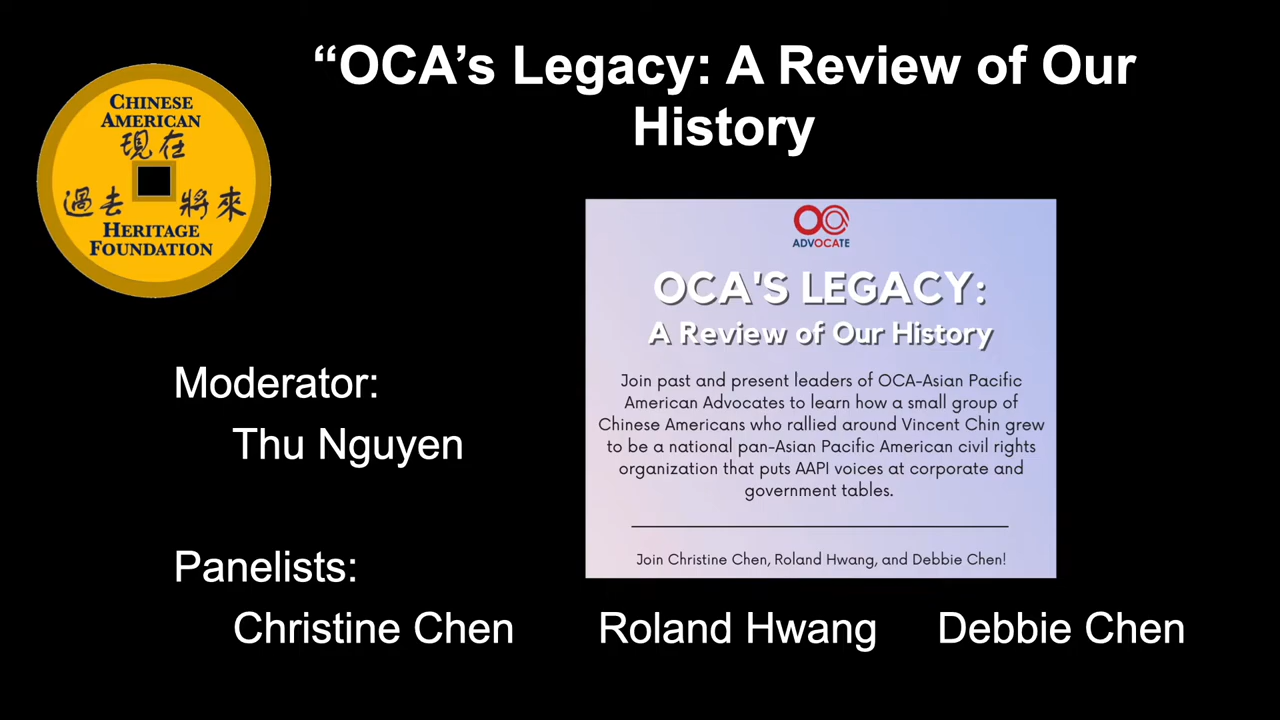 “OCA’s Legacy: A Review of Our
History
CHINESE
AMERICAN
現在
過去 將來
HERITAGE
FOUNDATION
OCA
ADVOCATE
OCA'S LEGACY:
A Review of Our History
Join past and present leaders of OCA-Asian Pacific
American Advocates to learn how a small group of
Chinese Americans who rallied around Vincent Chin grew
to be a national pan-Asian Pacific American civil rights
organization that puts AAPI voices at corporate and
government tables.
Join Christine Chen, Roland Hwang, and Debbie Chen!
Moderator:
Thu Nguyen
Panelists:
Christine Chen Roland Hwang Debbie Chen